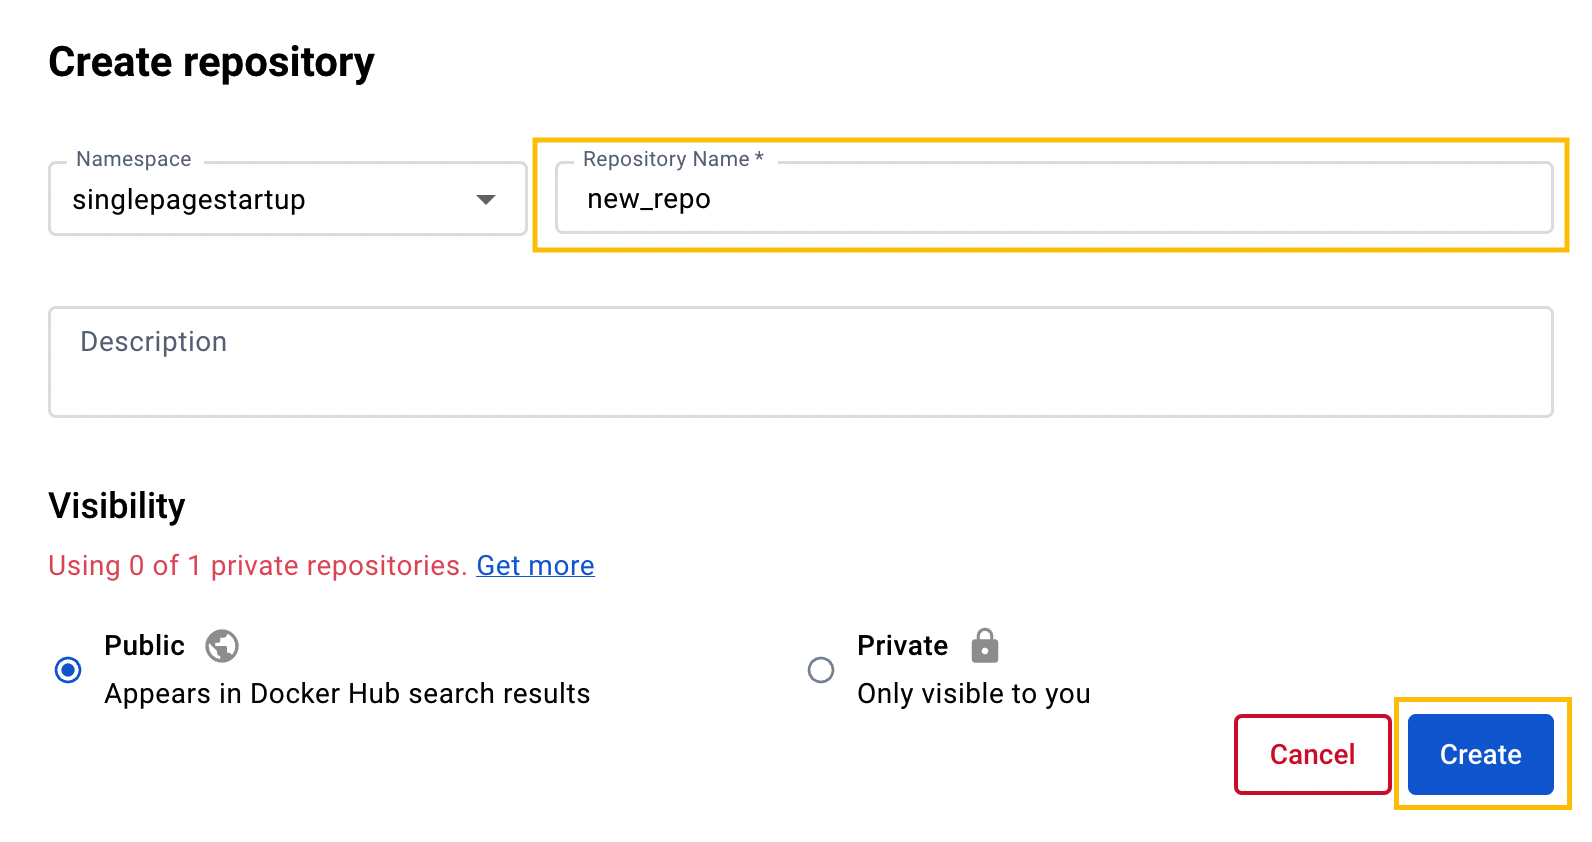 Create repository
Namespace
Repository Name *
singlepagestartup
new_repo
Description
Visibility
Using 0 of 1 private repositories. Get more
Public
Private
Appears in Docker Hub search results
Only visible to you
Cancel
Create